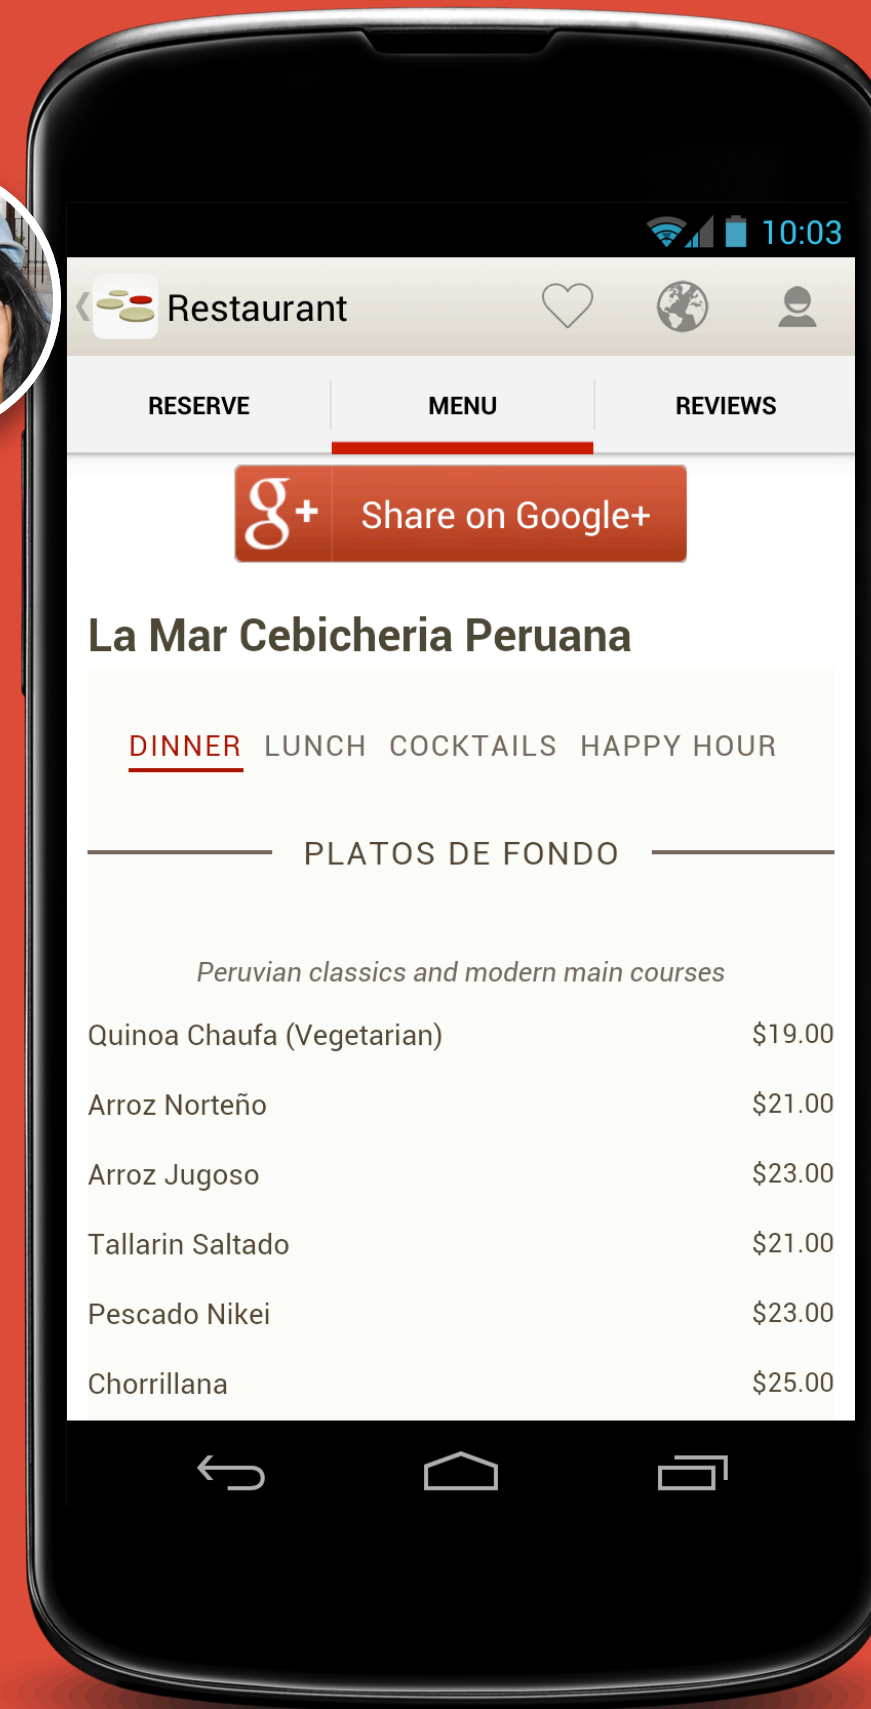 10:03
Restaurant
RESERVE MENU REVIEWS
g+ Share on Google+
La Mar Cebicheria Peruana
DINNER LUNCH COCKTAILS HAPPY HOUR
PLATOS DE FONDO
Peruvian classics and modern main courses
Quinoa Chaufa (Vegetarian) $19.00
Arroz Norteño $21.00
Arroz Jugoso $23.00
Tallarin Saltado $21.00
Pescado Nikei $23.00
Chorrillana $25.00